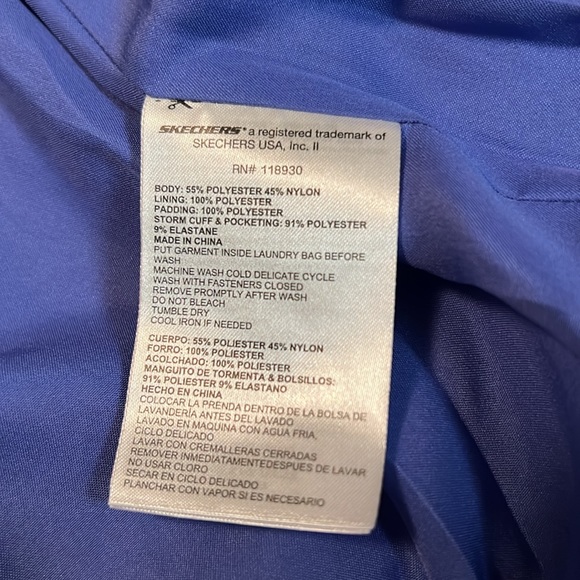 SKECHERS® a registered trademark of
SKECHERS USA, Inc. II
RN# 118930
BODY: 55% POLYESTER 45% NYLON
LINING: 100% POLYESTER
PADDING: 100% POLYESTER
STORM CUFF & POCKETING: 91% POLYESTER
9% ELASTANE
MADE IN CHINA
PUT GARMENT INSIDE LAUNDRY BAG BEFORE
WASH
MACHINE WASH COLD DELICATE CYCLE
WASH WITH FASTENERS CLOSED
REMOVE PROMPTLY AFTER WASH
DO NOT BLEACH
TUMBLE DRY
COOL IRON IF NEEDED
CUERPO: 55% POLIESTER 45% NYLON
FORRO: 100% POLIESTER
ACOLCHADO: 100% POLIESTER
MANGUITO DE TORMENTA & BOLSILLOS:
91% POLIESTER 9% ELASTANO
HECHO EN CHINA
COLOCAR LA PRENDA DENTRO DE LA BOLSA DE
LAVANDERÍA ANTES DEL LAVADO
LAVADO EN MAQUINA CON AGUA FRIA,
CICLO DELICADO
LAVAR CON CREMALLERAS CERRADAS
REMOVER INMEDIATAMENTEDESPUES DE LAVAR
NO USAR CLORO
SECAR EN CICLO DELICADO
PLANCHAR CON VAPOR SI ES NECESARIO